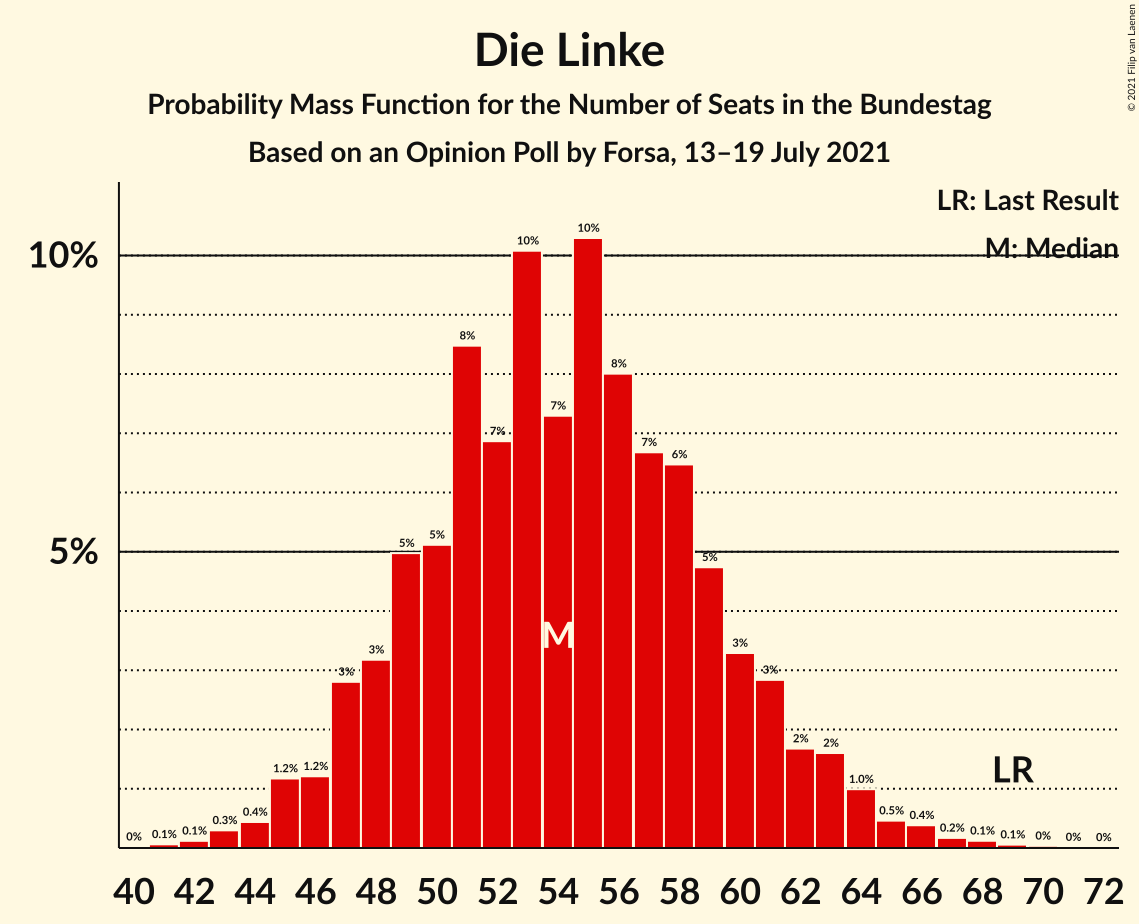 Die Linke
Probability Mass Function for the Number of Seats in the Bundestag
Based on an Opinion Poll by Forsa, 13–19 July 2021
© 2021 Filip van Laenen
LR: Last Result
M: Median
10%
5%
0% 0.1% 0.1% 0.3% 0.4% 1.2% 1.2% 3% 3% 5% 5% 8% 7% 10% 7% 10% 8% 7% 6% 5% 3% 3% 2% 2% 1.0% 0.5% 0.4% 0.2% 0.1% 0.1% 0% 0% 0%
M
LR
40 42 44 46 48 50 52 54 56 58 60 62 64 66 68 70 72